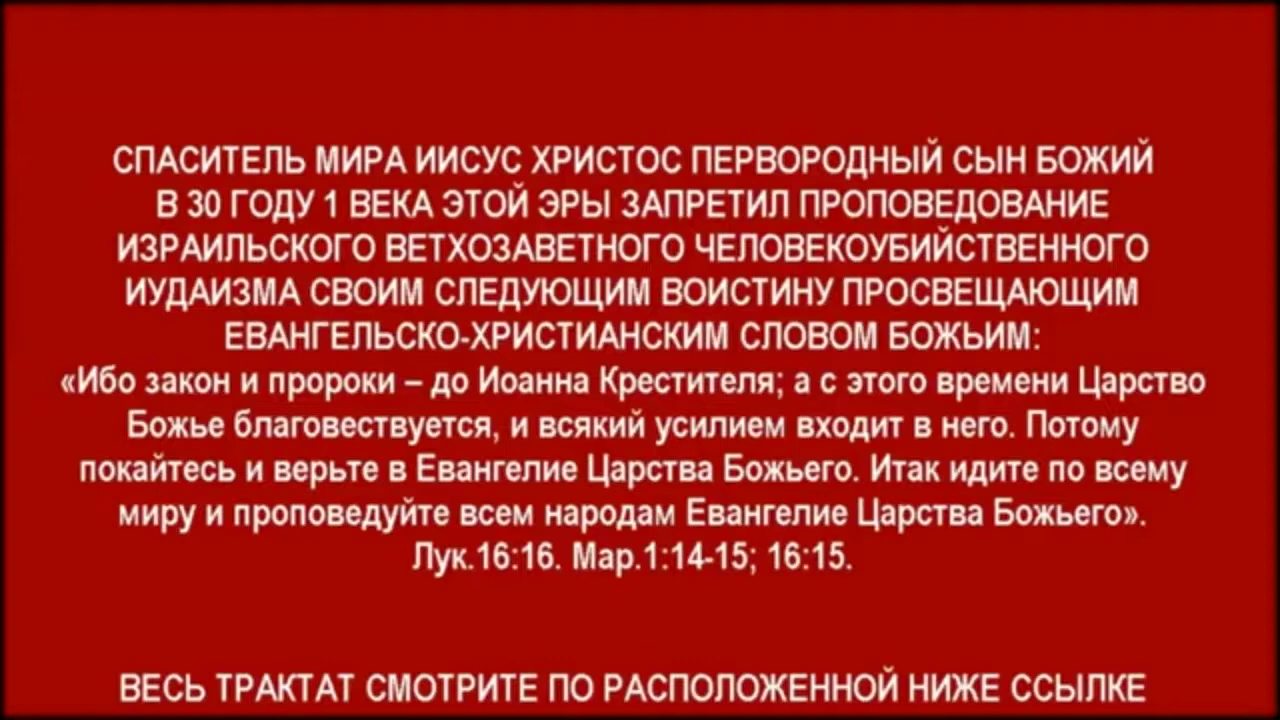 СПАСИТЕЛЬ МИРА ИИСУС ХРИСТОС ПЕРВОРОДНЫЙ СЫН БОЖИЙ
В 30 ГОДУ 1 ВЕКА ЭТОЙ ЭРЫ ЗАПРЕТИЛ ПРОПОВЕДОВАНИЕ
ИЗРАИЛЬСКОГО ВЕТХОЗАВЕТНОГО ЧЕЛОВЕКОУБИЙСТВЕННОГО
ИУДАИЗМА СВОИМ СЛЕДУЮЩИМ ВОИСТИНУ ПРОСВЕЩАЮЩИМ
ЕВАНГЕЛЬСКО-ХРИСТИАНСКИМ СЛОВОМ БОЖЬИМ:
«Ибо закон и пророки – до Иоанна Крестителя; а с этого времени Царство
Божье благовествуется, и всякий усилием входит в него. Потому
покайтесь и верьте в Евангелие Царства Божьего. Итак идите по всему
миру и проповедуйте всем народам Евангелие Царства Божьего».
Лук.16:16. Мар.1:14-15; 16:15.
ВЕСЬ ТРАКТАТ СМОТРИТЕ ПО РАСПОЛОЖЕННОЙ НИЖЕ ССЫЛКЕ